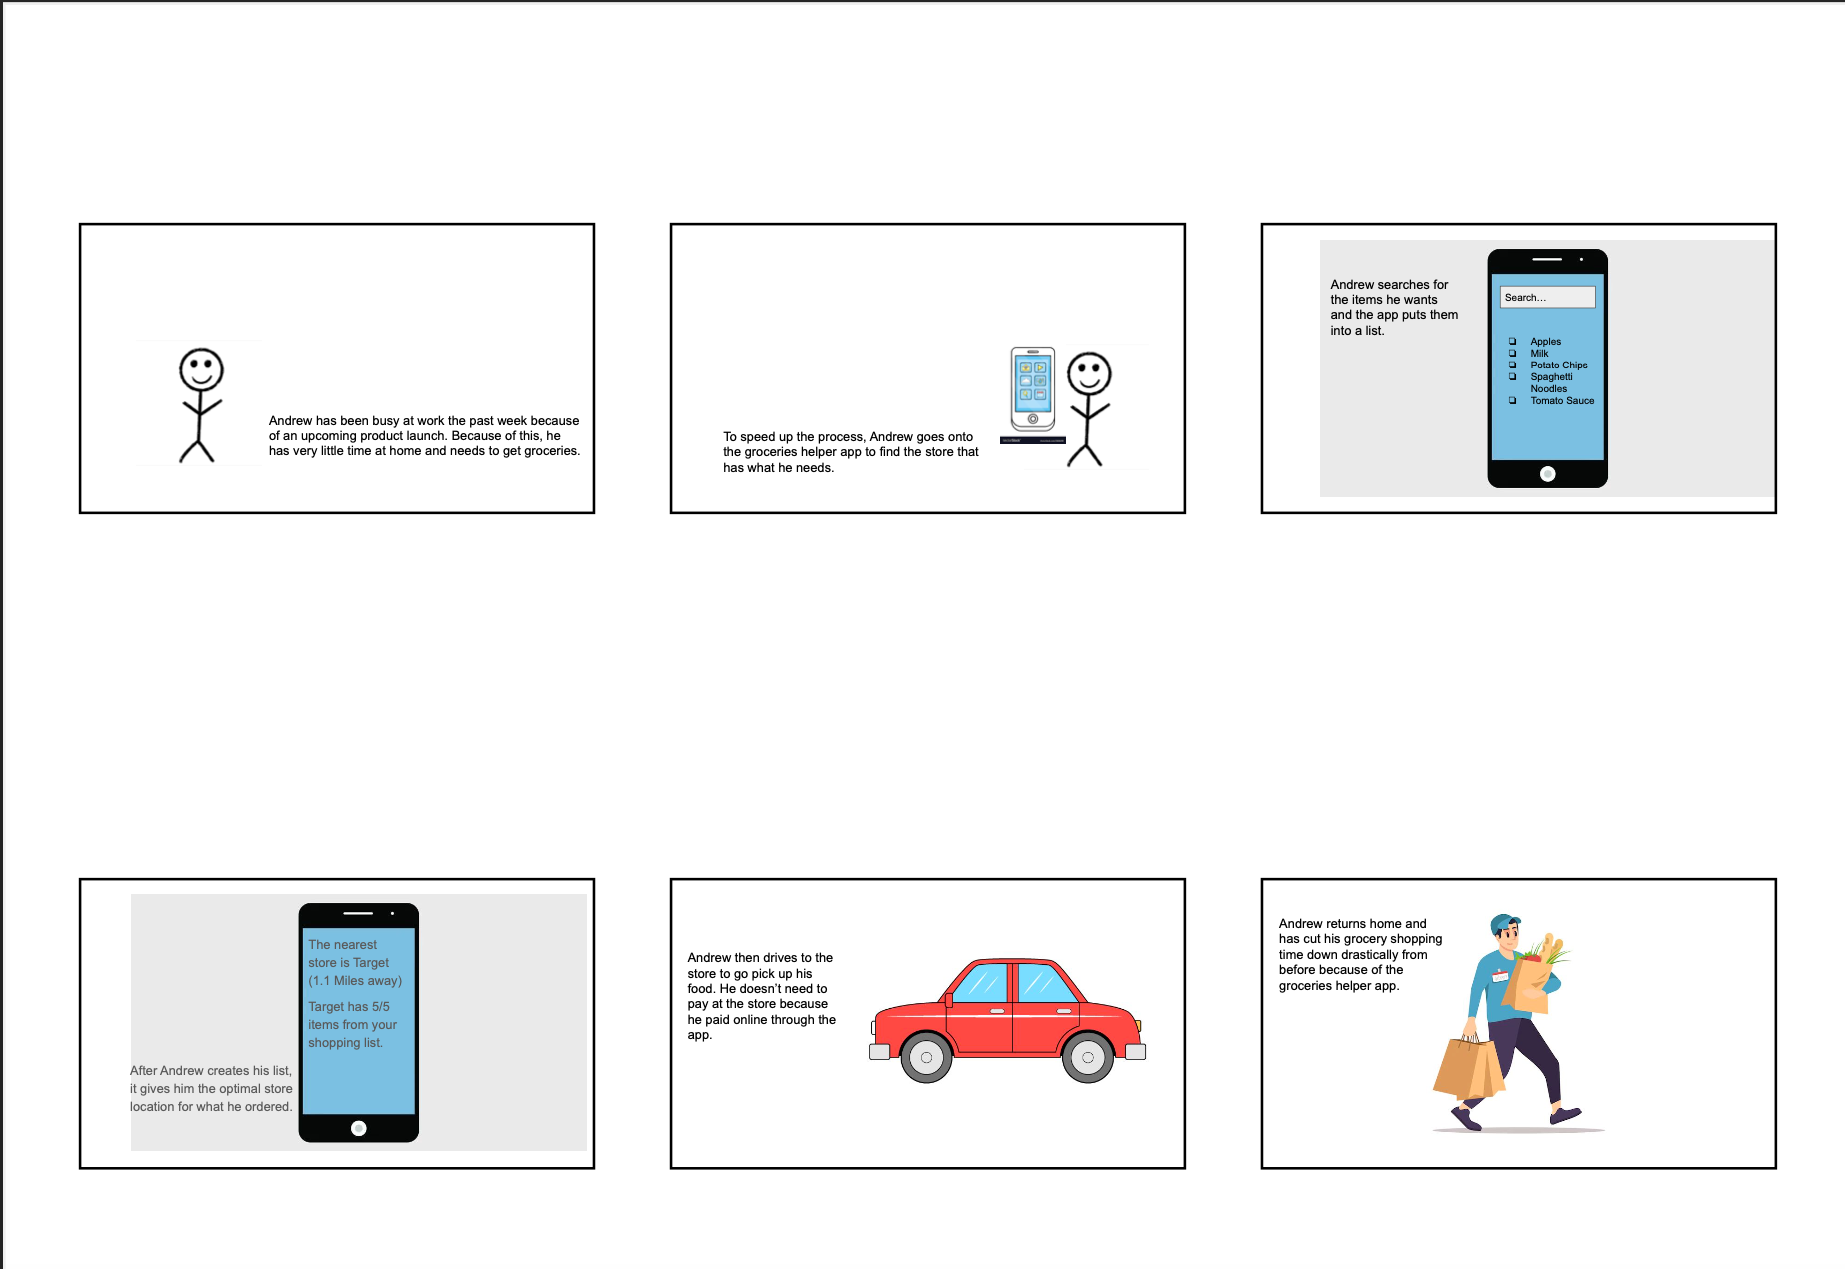 Andrew has been busy at work the past week because
of an upcoming product launch. Because of this, he
has very little time at home and needs to get groceries.
To speed up the process, Andrew goes onto
the groceries helper app to find the store that
has what he needs.
Andrew searches for
the items he wants
and the app puts them
into a list.
Search...
Apples
Milk
Potato Chips
Spaghetti
Noodles
Tomato Sauce
The nearest
store is Target
(1.1 Miles away)
Target has 5/5
items from your
shopping list.
After Andrew creates his list,
it gives him the optimal store
location for what he ordered.
Andrew then drives to the
store to go pick up his
food. He doesn't need to
pay at the store because
he paid online through the
app.
Andrew returns home and
has cut his grocery shopping
time down drastically from
before because of the
groceries helper app.